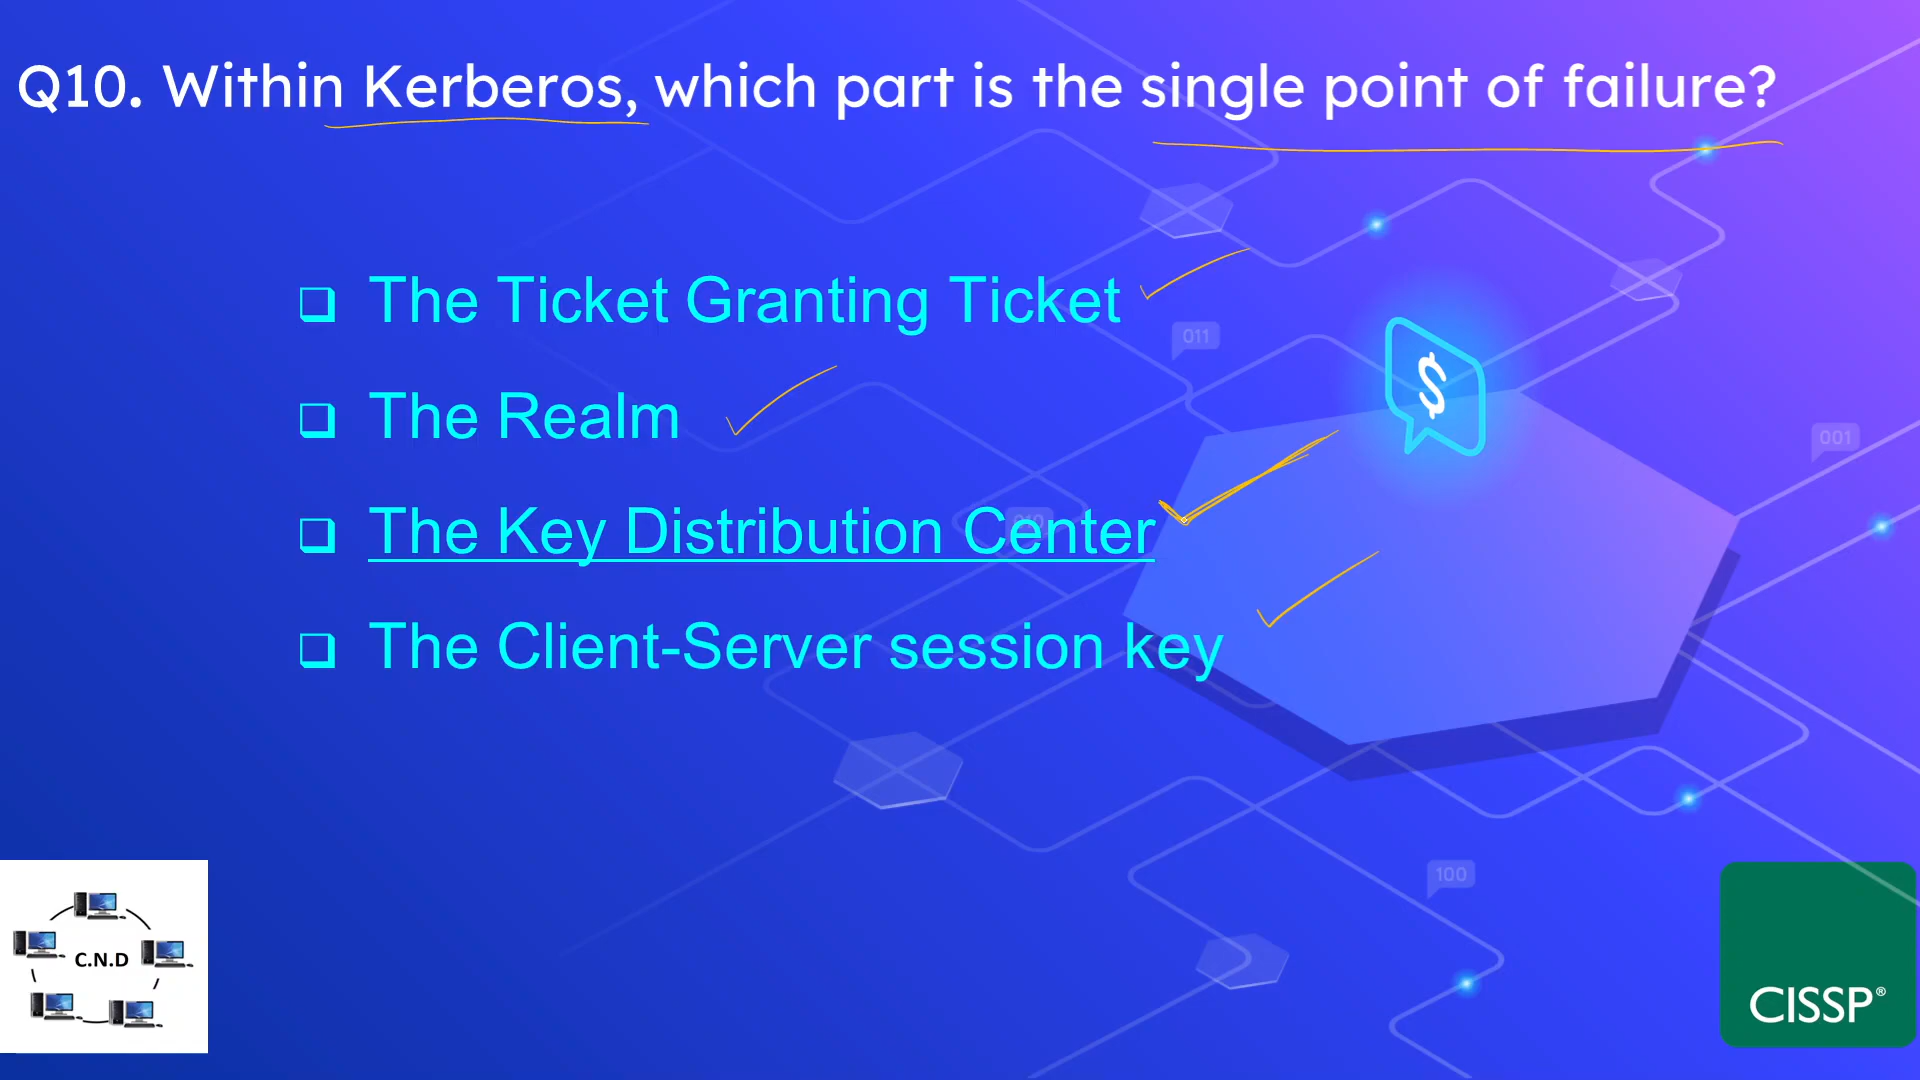 Q10. Within Kerberos, which part is the single point of failure?
The Ticket Granting Ticket
011
The Realm
$
001
The Key Distribution Center
010
The Client-Server session key
100
C.N.D
CISSP®